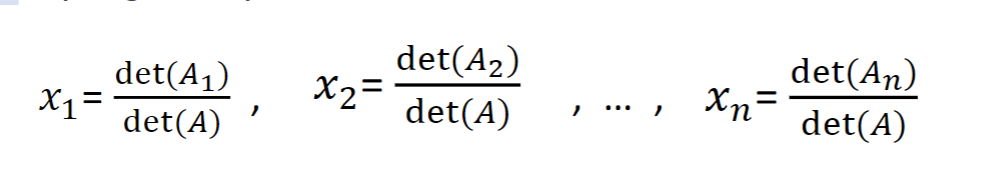 x₁= det(A₁)/det(A) , x₂= det(A₂)/det(A) , … , xₙ= det(Aₙ)/det(A)